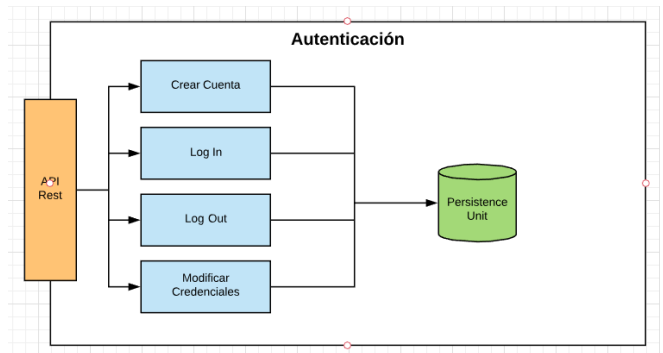 Autenticación
Crear Cuenta
Log In
Log Out
Modificar
Credenciales
API
Rest
Persistence
Unit